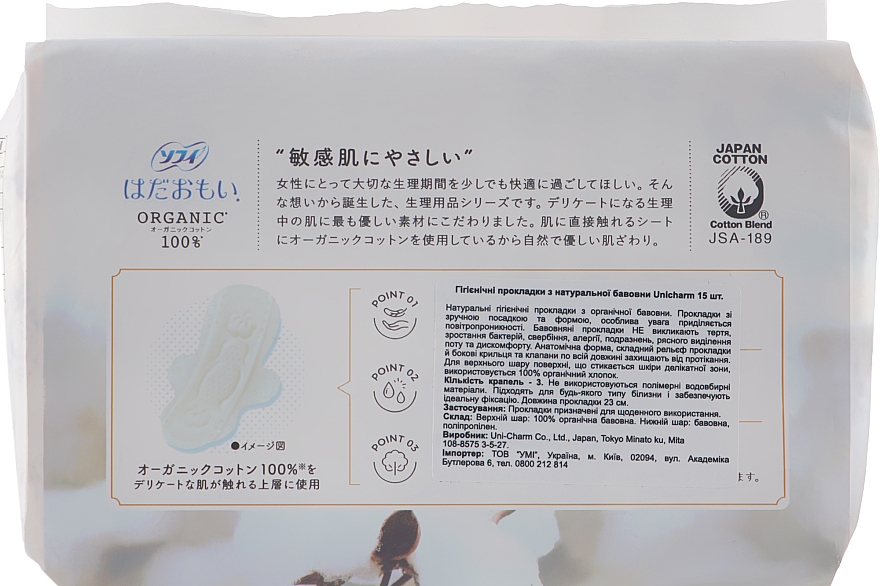 ソフィ
はだおもい
ORGANIC*
オーガニックコットン
100%*
“敏感肌にやさしい”
女性にとって大切な生理期間を少しでも快適に過ごしてほしい。そん
な想いから誕生した、生理用品シリーズです。デリケートになる生理
中の肌に最も優しい素材にこだわりました。肌に直接触れるシート
にオーガニックコットンを使用しているから自然で優しい肌ざわり。
JAPAN
COTTON
®
Cotton Blend
JSA-189
●イメージ図
オーガニックコットン100%※を
デリケートな肌が触れる上層に使用
POINT 01
POINT 02
POINT 03
Гігієнічні прокладки з натуральної бавовни Unicharm 15 шт.
Натуральні гігієнічні прокладки з органічної бавовни. Прокладки зі
зручною посадкою та формою, особлива увага приділяється
повітропроникності. Бавовняні прокладки НЕ викликають тертя,
зростання бактерій, свербіння, алергії, подразнень, рясного виділення
поту та дискомфорту. Анатомічна форма, складний рельєф прокладки
й бокові крильця та клапани по всій довжині захищають від протікання.
Для верхнього шару поверхні, що стикається шкіри делікатної зони,
використовується 100% органічний хлопок.
Кількість крапель - 3. Не використовуються полімерні водовбирні
матеріали. Підходять для будь-якого типу білизни і забезпечують
ідеальну фіксацію. Довжина прокладки 23 см.
Застосування: Прокладки призначені для щоденного використання.
Склад: Верхній шар: 100% органічна бавовна. Нижній шар: бавовна,
поліпропілен.
Виробник: Uni-Charm Co., Ltd., Japan, Tokyo Minato ku, Mita
108-8575 3-5-27.
Імпортер: ТОВ "УМІ", Україна, м. Київ, 02094, вул. Академіка
Бутлерова 6, тел. 0800 212 814
ます。